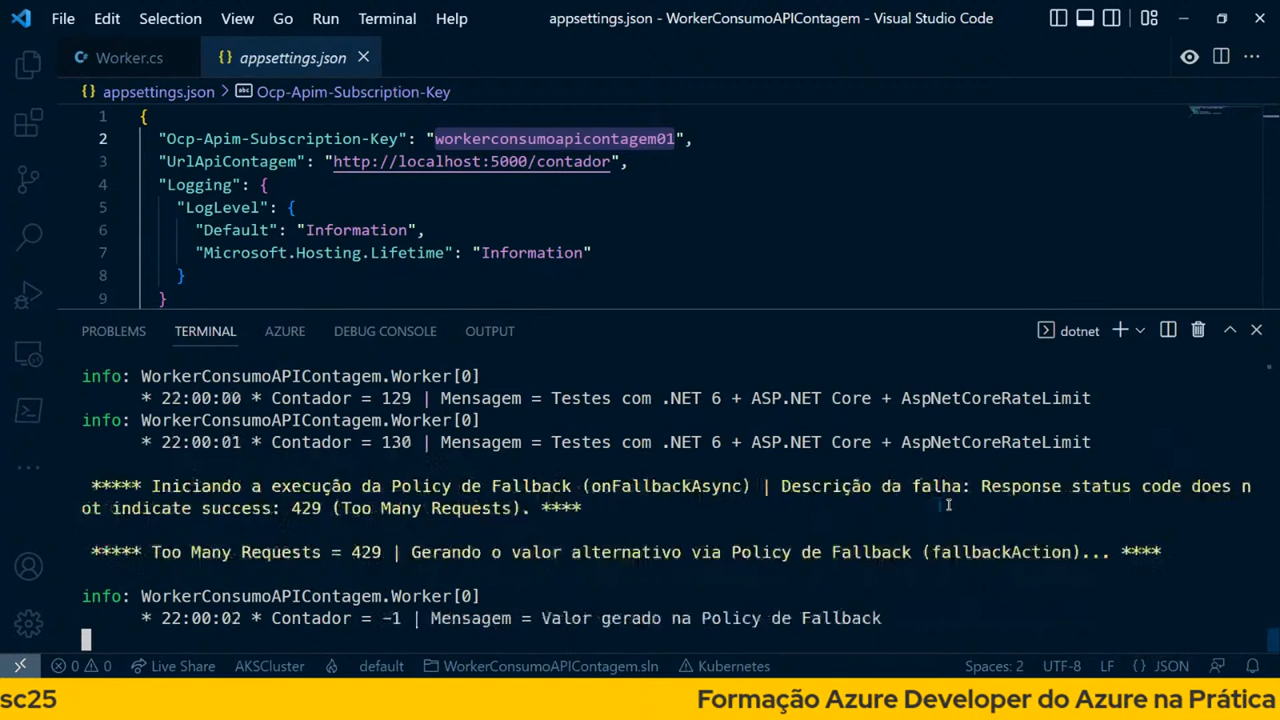 File Edit Selection View Go Run Terminal Help appsettings.json - WorkerConsumoAPIContagem - Visual Studio Code
Worker.cs {} appsettings.json
{} appsettings.json > abc Ocp-Apim-Subscription-Key
1 {
2 "Ocp-Apim-Subscription-Key": "workerconsumoapicontagem01",
3 "UrlApiContagem": "http://localhost:5000/contador",
4 "Logging": {
5 "LogLevel": {
6 "Default": "Information",
7 "Microsoft.Hosting.Lifetime": "Information"
8 }
9 }
PROBLEMS TERMINAL AZURE DEBUG CONSOLE OUTPUT dotnet
info: WorkerConsumoAPIContagem.Worker[0]
* 22:00:00 * Contador = 129 | Mensagem = Testes com .NET 6 + ASP.NET Core + AspNetCoreRateLimit
info: WorkerConsumoAPIContagem.Worker[0]
* 22:00:01 * Contador = 130 | Mensagem = Testes com .NET 6 + ASP.NET Core + AspNetCoreRateLimit
***** Iniciando a execução da Policy de Fallback (onFallbackAsync) | Descrição da falha: Response status code does n
ot indicate success: 429 (Too Many Requests). ****
***** Too Many Requests = 429 | Gerando o valor alternativo via Policy de Fallback (fallbackAction)... ****
info: WorkerConsumoAPIContagem.Worker[0]
* 22:00:02 * Contador = -1 | Mensagem = Valor gerado na Policy de Fallback
0 0 Live Share AKSCluster default WorkerConsumoAPIContagem.sln Kubernetes Spaces: 2 UTF-8 LF {} JSON
sc25 Formação Azure Developer do Azure na Prática